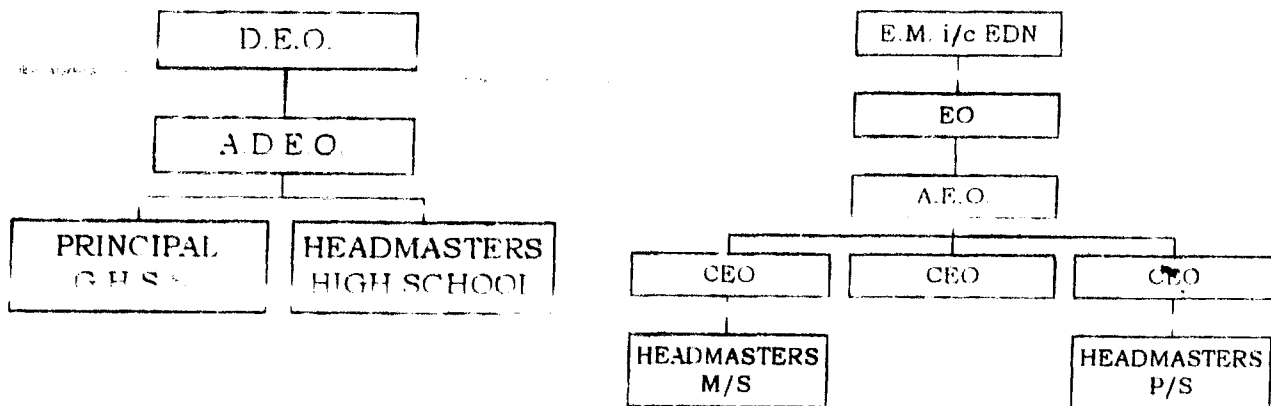 D.E.O.
A.D.E.O.
PRINCIPAL
G.H.S.S.
HEADMASTERS
HIGH SCHOOL
E.M. i/c EDN
EO
A.E.O.
CEO
CEO
CEO
HEADMASTERS
M/S
HEADMASTERS
P/S